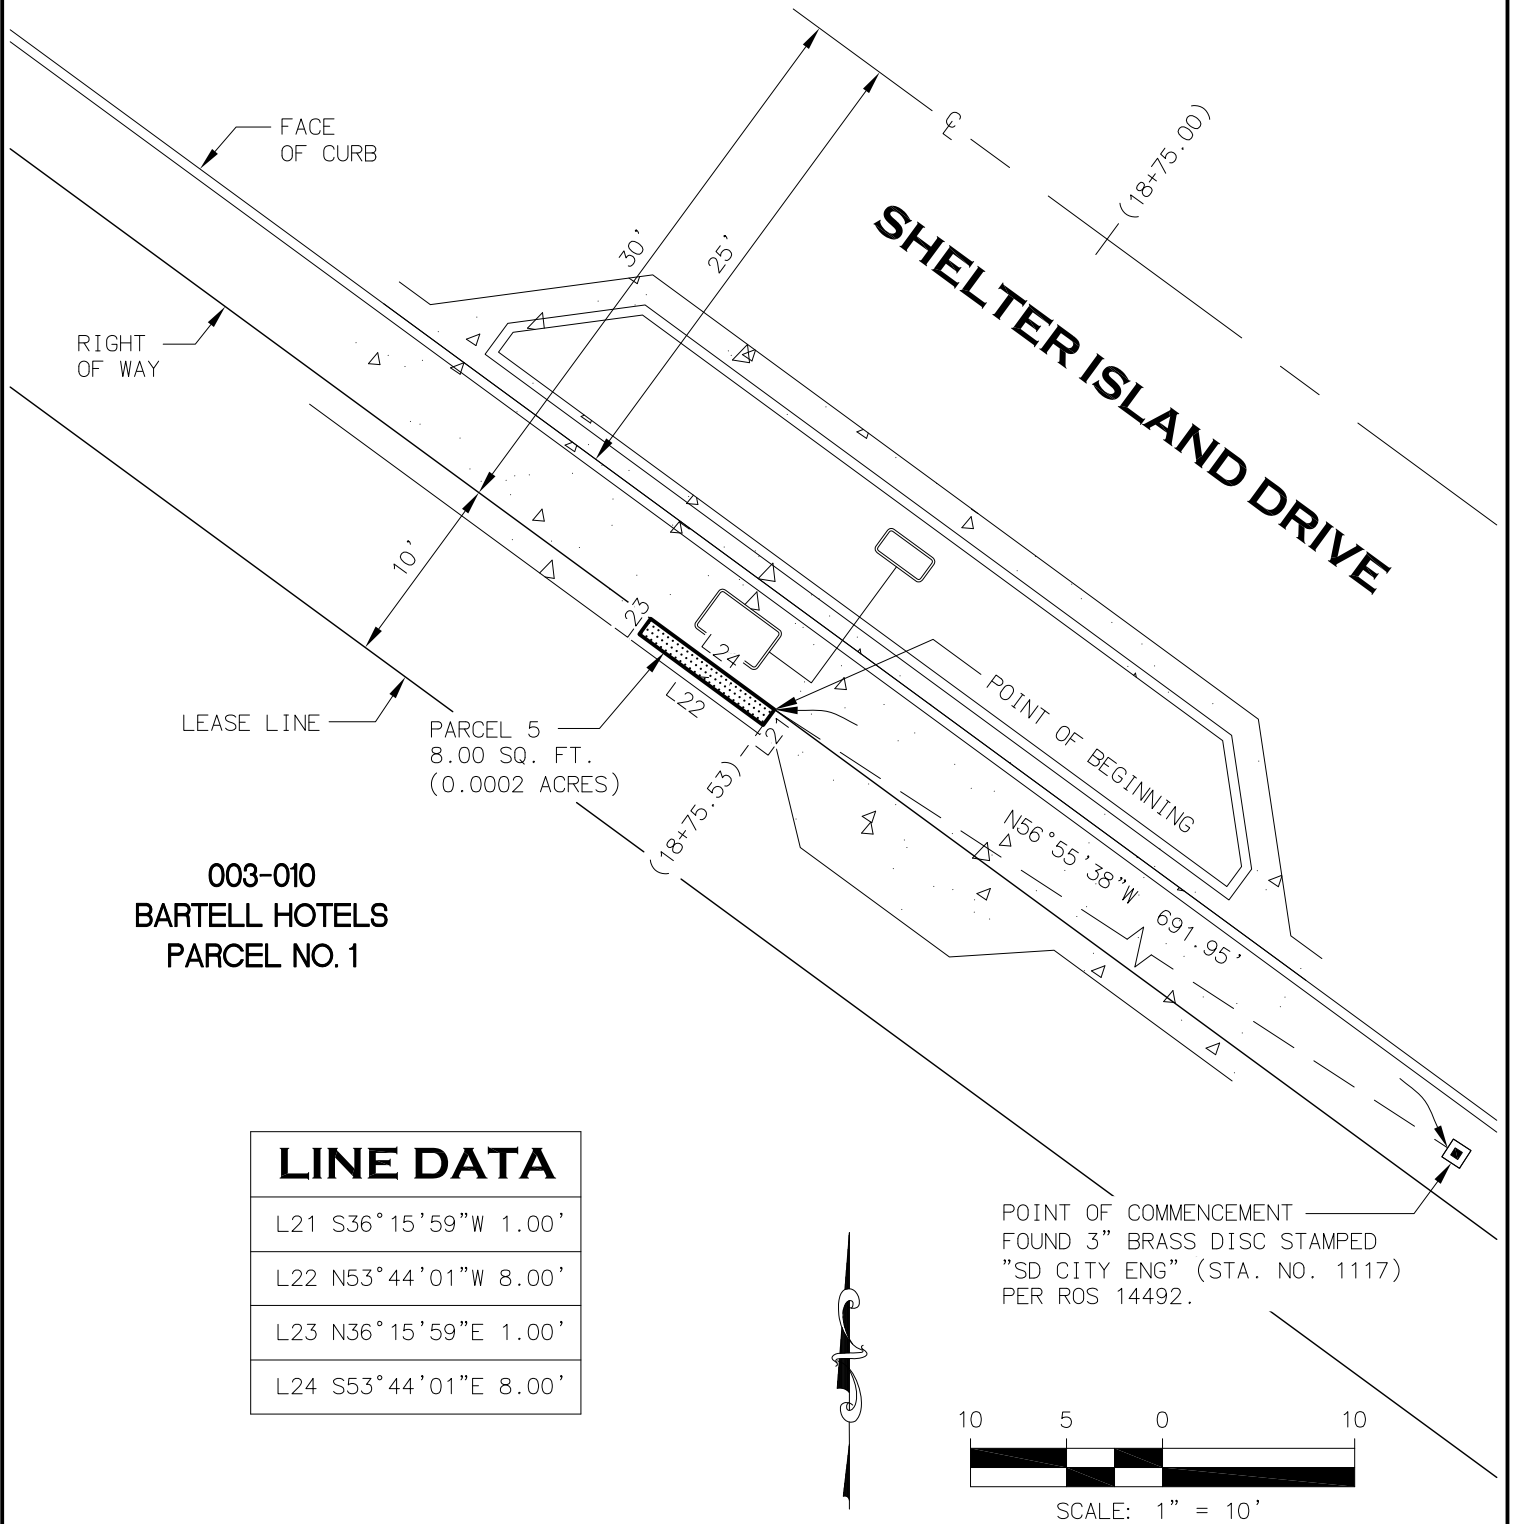 FACE
OF CURB
RIGHT
OF WAY
30'
25'
10'
℄
(18+75.00)
SHELTER ISLAND DRIVE
LEASE LINE
L23
L24
L22
L21
PARCEL 5
8.00 SQ. FT.
(0.0002 ACRES)
(18+75.53)
POINT OF BEGINNING
N56°55'38"W 691.95'
003-010
BARTELL HOTELS
PARCEL NO. 1
LINE DATA
L21 S36°15'59"W 1.00'
L22 N53°44'01"W 8.00'
L23 N36°15'59"E 1.00'
L24 S53°44'01"E 8.00'
POINT OF COMMENCEMENT
FOUND 3" BRASS DISC STAMPED
"SD CITY ENG" (STA. NO. 1117)
PER ROS 14492.
10 5 0 10
SCALE: 1" = 10'